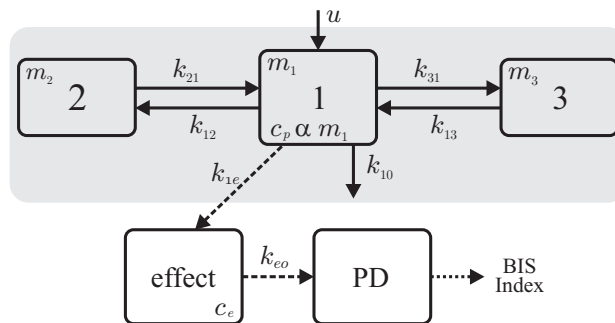 u
m₂
2
k₂₁
k₁₂
m₁
1
cₚ α m₁
k₃₁
k₁₃
m₃
3
k₁₀
k₁ₑ
effect
cₑ
kₑₒ
PD
BIS
Index